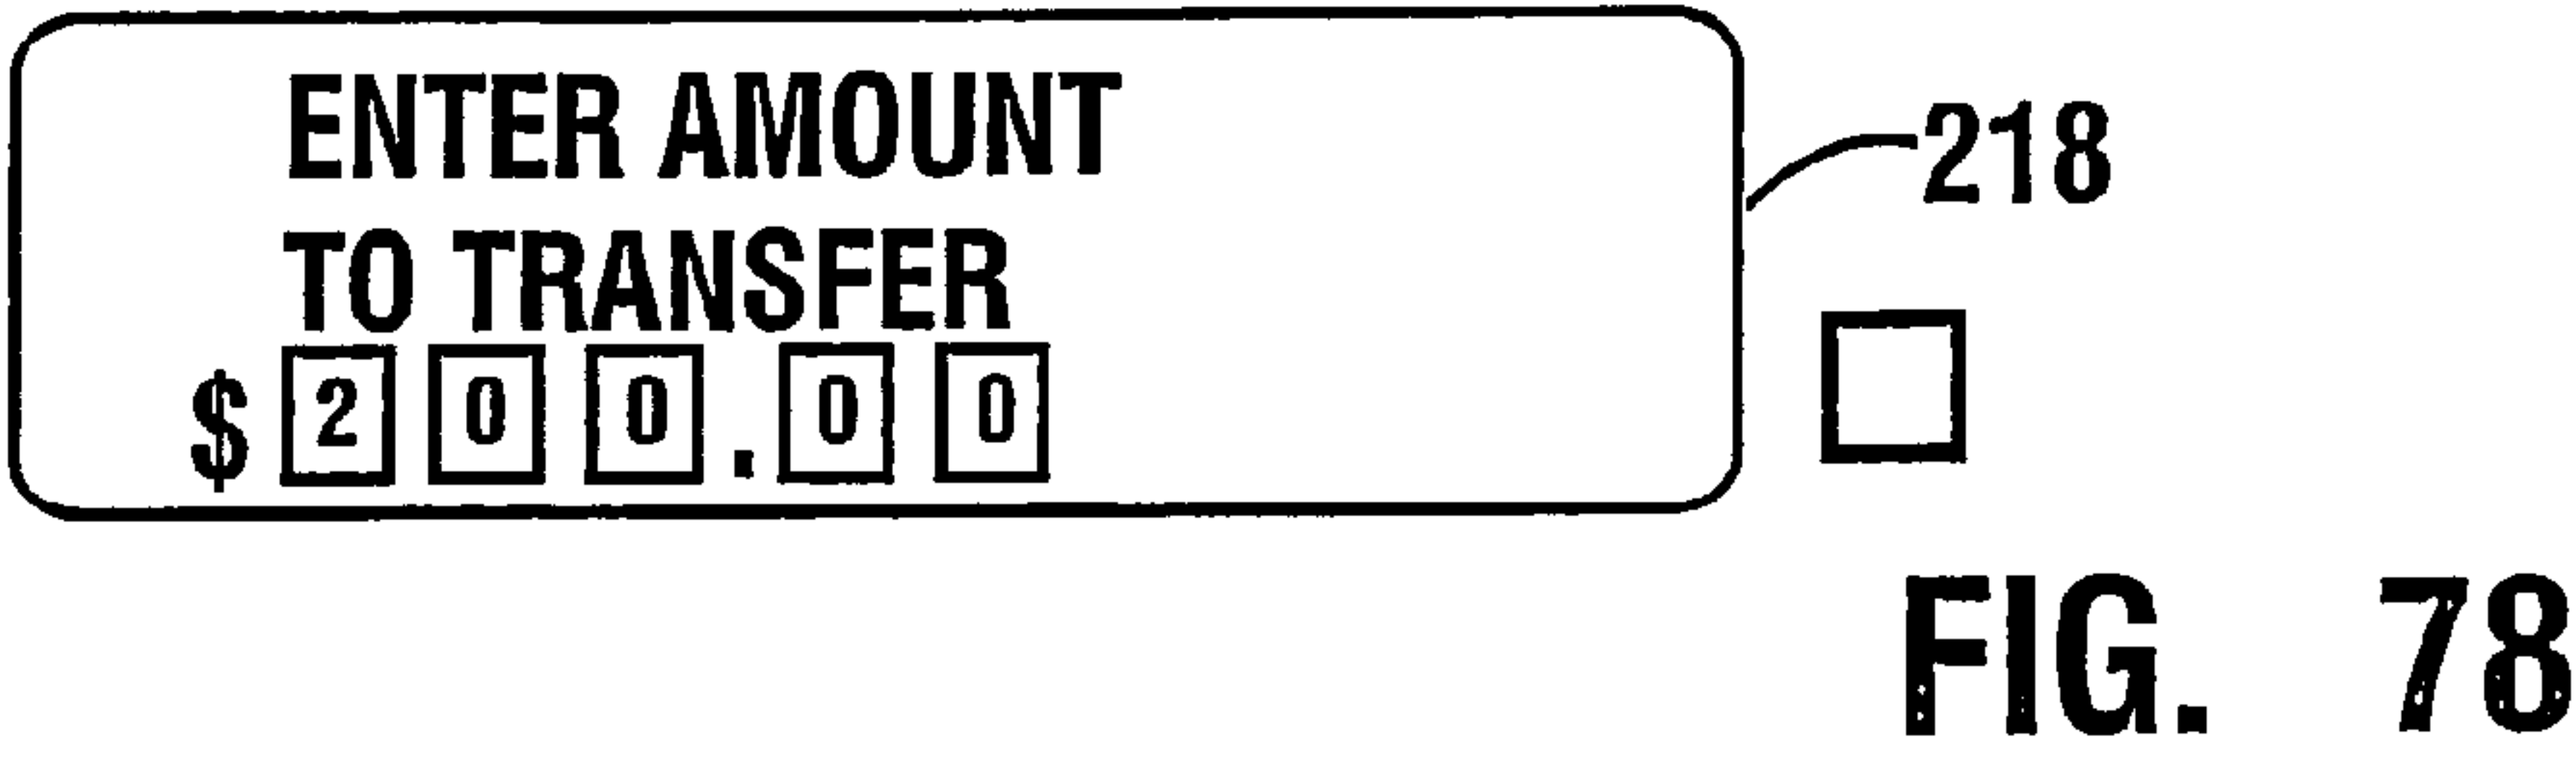 ENTER AMOUNT
TO TRANSFER
$ 2 0 0 . 0 0
218
FIG. 78